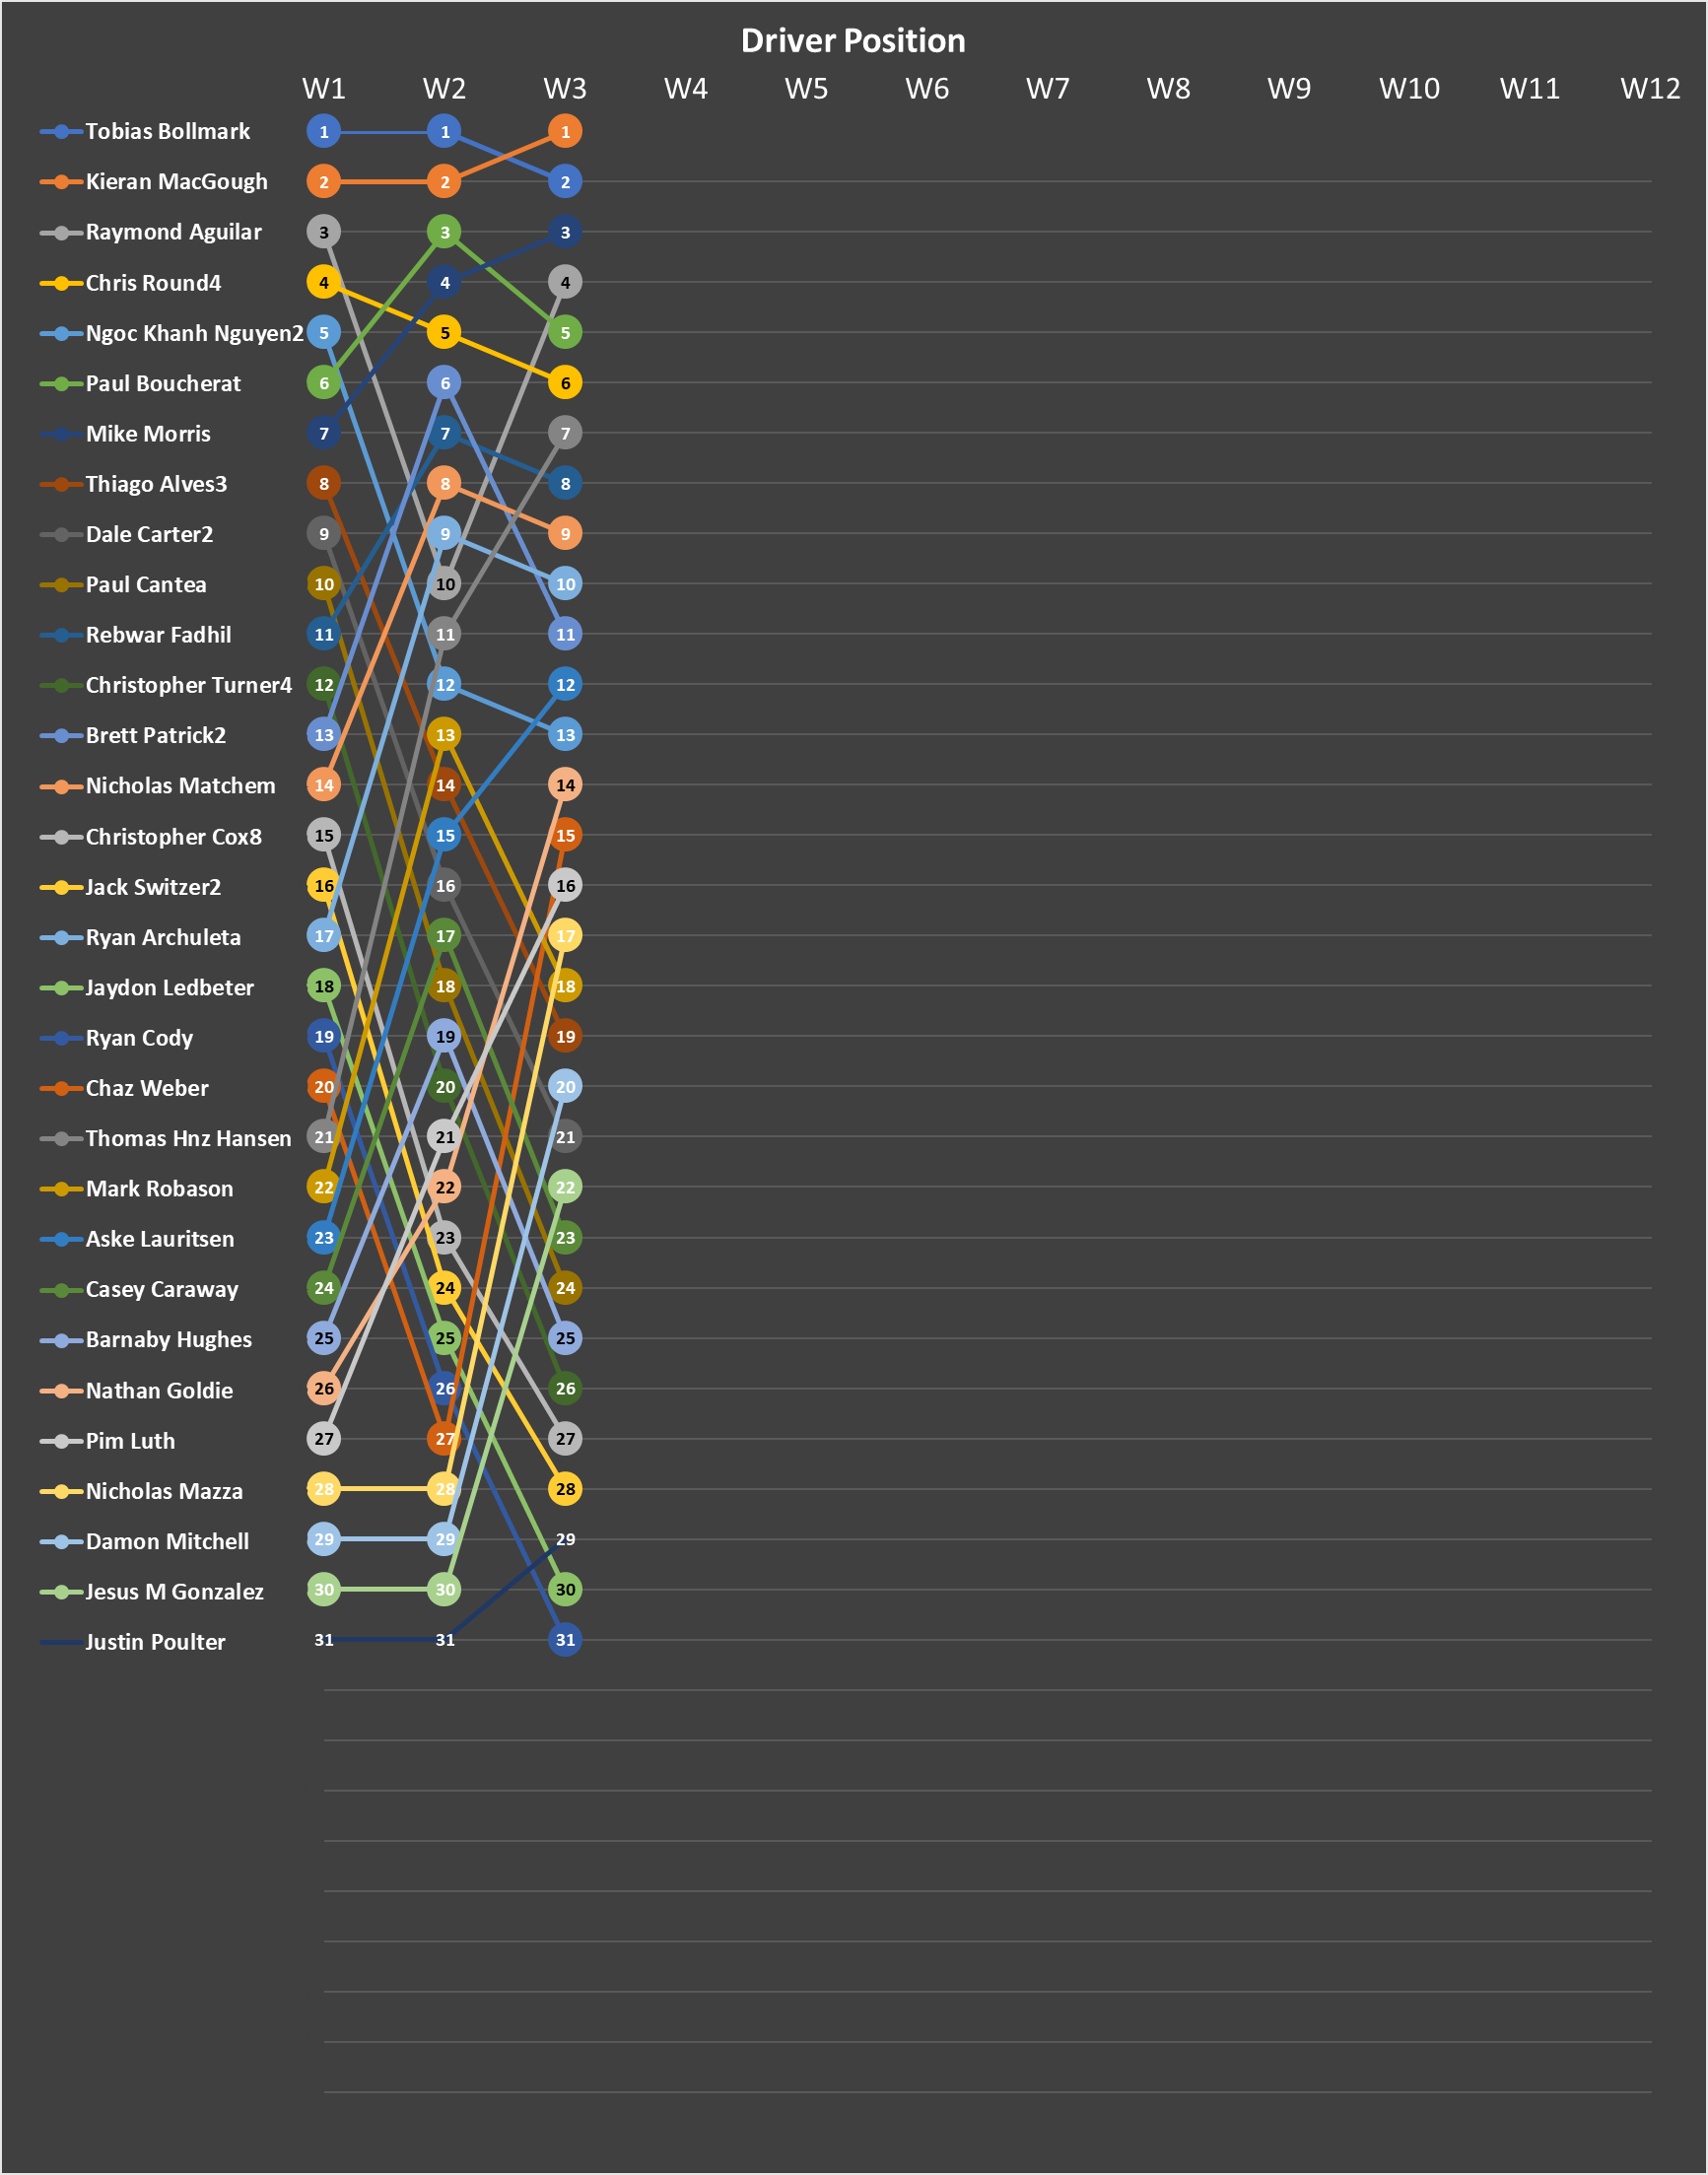 Driver Position
W1 W2 W3 W4 W5 W6 W7 W8 W9 W10 W11 W12
Tobias Bollmark 1 1 1
Kieran MacGough 2 2 2
Raymond Aguilar 3 3 3
Chris Round4 4 4 4
Ngoc Khanh Nguyen2 5 5 5
Paul Boucherat 6 6 6
Mike Morris 7 7 7
Thiago Alves3 8 8 8
Dale Carter2 9 9 9
Paul Cantea 10 10 10
Rebwar Fadhil 11 11 11
Christopher Turner4 12 12 12
Brett Patrick2 13 13 13
Nicholas Matchem 14 14 14
Christopher Cox8 15 15 15
Jack Switzer2 16 16 16
Ryan Archuleta 17 17 17
Jaydon Ledbeter 18 18 18
Ryan Cody 19 19 19
Chaz Weber 20 20 20
Thomas Hnz Hansen 21 21 21
Mark Robason 22 22 22
Aske Lauritsen 23 23 23
Casey Caraway 24 24 24
Barnaby Hughes 25 25 25
Nathan Goldie 26 26 26
Pim Luth 27 27 27
Nicholas Mazza 28 28 28
Damon Mitchell 29 29 29
Jesus M Gonzalez 30 30 30
Justin Poulter 31 31 31